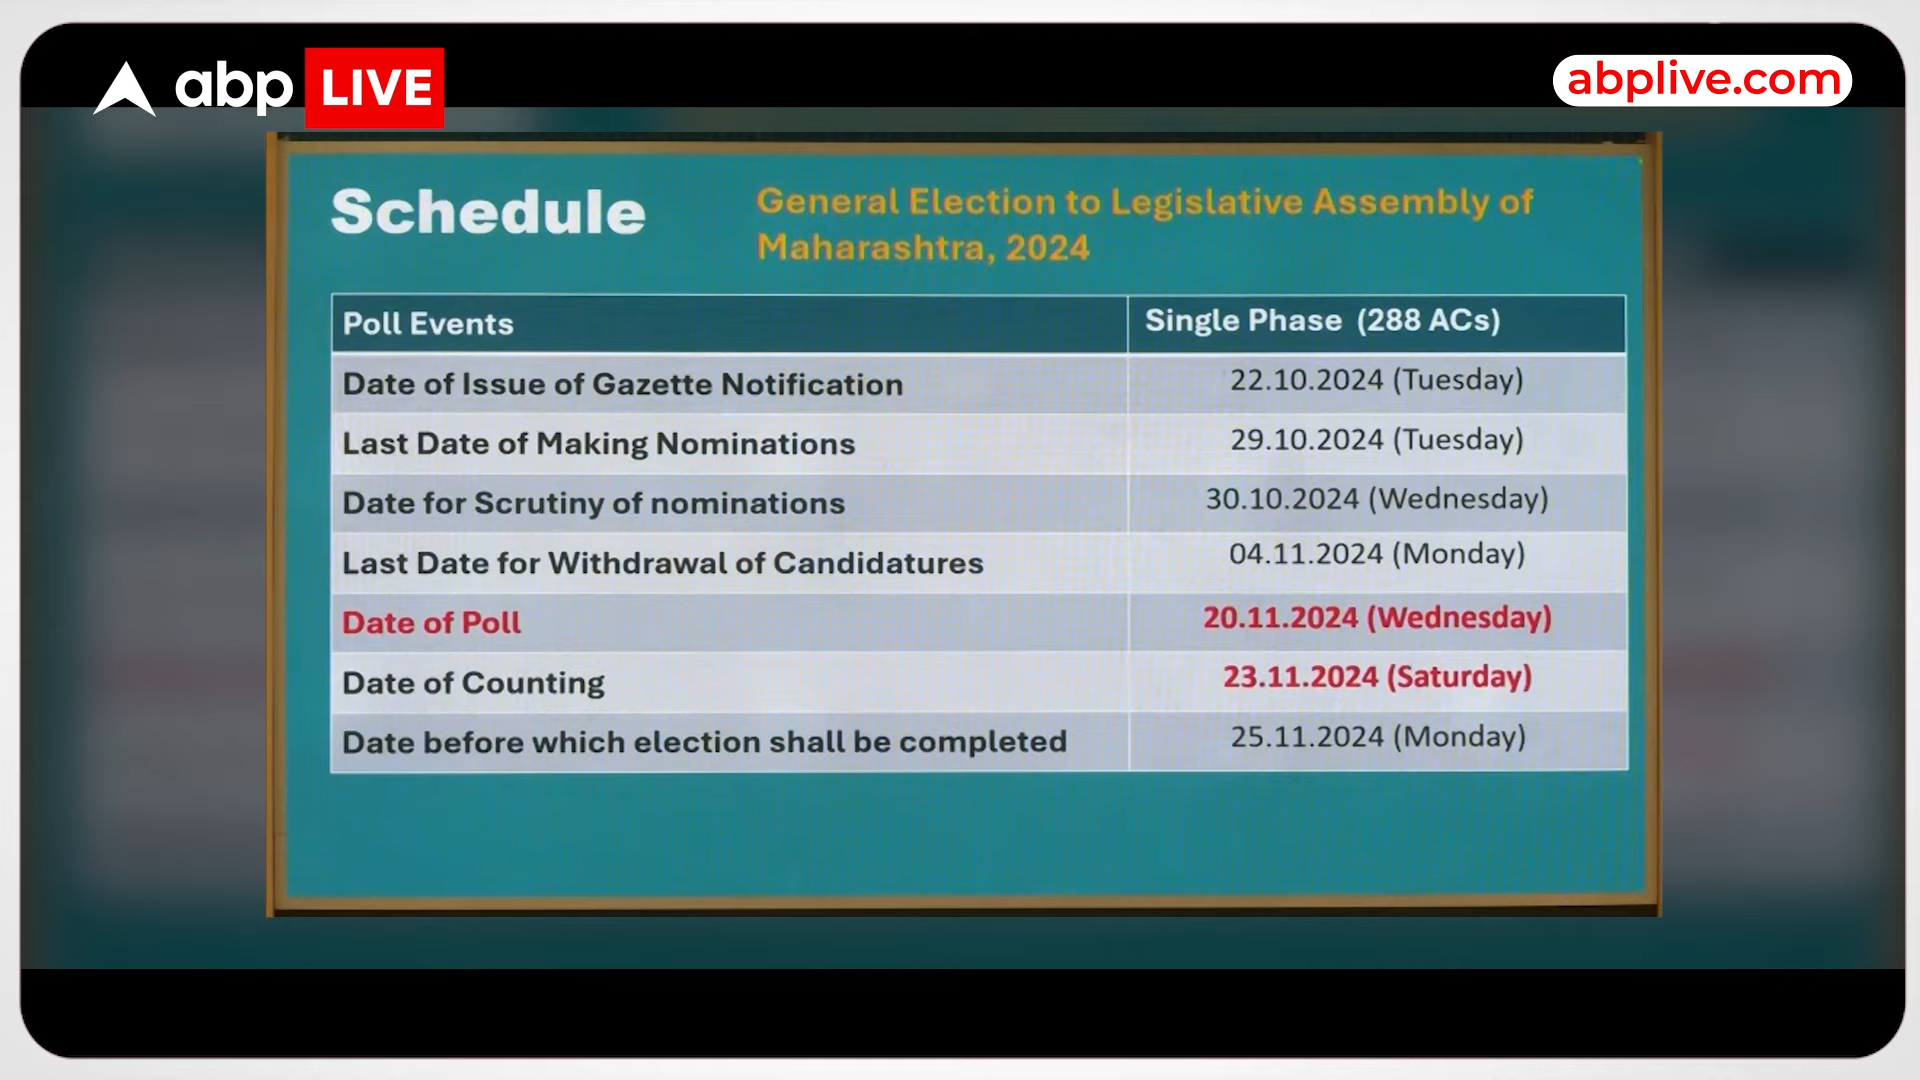 abp LIVE
abplive.com
Schedule
General Election to Legislative Assembly of
Maharashtra, 2024
Poll Events
Single Phase (288 ACs)
Date of Issue of Gazette Notification
22.10.2024 (Tuesday)
Last Date of Making Nominations
29.10.2024 (Tuesday)
Date for Scrutiny of nominations
30.10.2024 (Wednesday)
Last Date for Withdrawal of Candidatures
04.11.2024 (Monday)
Date of Poll
20.11.2024 (Wednesday)
Date of Counting
23.11.2024 (Saturday)
Date before which election shall be completed
25.11.2024 (Monday)